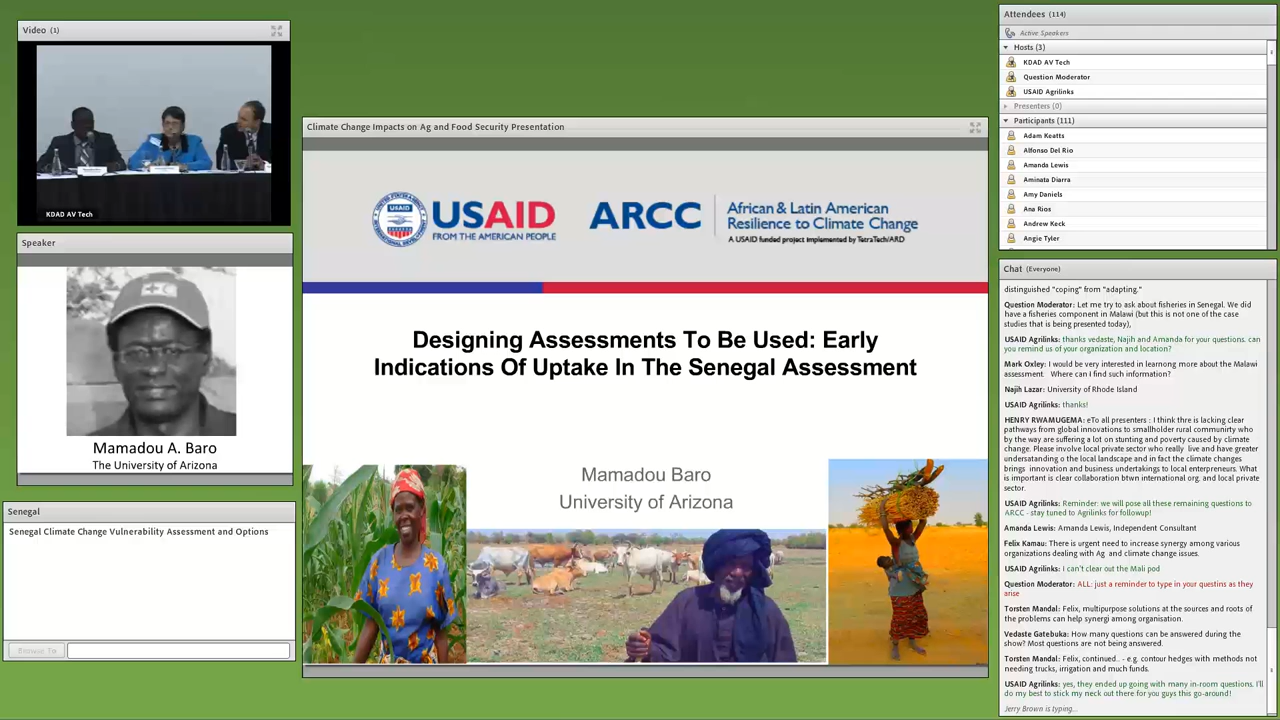 Video (1)
KDAD AV Tech
Speaker
Mamadou A. Baro
The University of Arizona
Senegal
Senegal Climate Change Vulnerability Assessment and Options
Browse To
Climate Change Impacts on Ag and Food Security Presentation
USAID
USAID
FROM THE AMERICAN PEOPLE
ARCC
African & Latin American
Resilience to Climate Change
A USAID funded project implemented by TetraTech/ARD
Designing Assessments To Be Used: Early
Indications Of Uptake In The Senegal Assessment
Mamadou Baro
University of Arizona
Attendees (114)
Active Speakers
Hosts (3)
KDAD AV Tech
Question Moderator
USAID Agrilinks
Presenters (0)
Participants (111)
Adam Keatts
Alfonso Del Rio
Amanda Lewis
Aminata Diarra
Amy Daniels
Ana Rios
Andrew Keck
Angie Tyler
Chat (Everyone)
distinguished "coping" from "adapting."
Question Moderator: Let me try to ask about fisheries in Senegal. We did
have a fisheries component in Malawi (but this is not one of the case
studies that is being presented today),
USAID Agrilinks: thanks vedaste, Najih and Amanda for your questions. can
you remind us of your organization and location?
Mark Oxley: I would be very interested in learnong more about the Malawi
assessment.  Where can I find such information?
Najih Lazar: University of Rhode Island
USAID Agrilinks: thanks!
HENRY RWAMUGEMA: eTo all presenters : I think thre is lacking clear
pathways from global innovations to smallholder rural communirty who
by the way are suffering a lot on stunting and poverty caused by climate
change. Please involve local private sector who really  live and have greater
undersatanding o the local landscape and in fact the climate changes
brings  innovation and business undertakings to local enterpreneurs. What
is important is clear collaboration btwn international org. and local private
sector.
USAID Agrilinks: Reminder: we will pose all these remaining questions to
ARCC - stay tuned to Agrilinks for followup!
Amanda Lewis: Amanda Lewis, Independent Consultant
Felix Kamau: There is urgent need to increase synergy among various
organizations dealing with Ag  and climate change issues.
USAID Agrilinks: I can't clear out the Mali pod
Question Moderator: ALL: just a reminder to type in your questins as they
arise
Torsten Mandal: Felix, multipurpose solutions at the sources and roots of
the problems can help synergi among organisation.
Vedaste Gatebuka: How many questions can be answered during the
show? Most questions are not being answered.
Torsten Mandal: Felix, continued.. - e.g. contour hedges with methods not
needing trucks, irrigation and much funds.
USAID Agrilinks: yes, they ended up going with many in-room questions. I'll
do my best to stick my neck out there for you guys this go-around!
Jerry Brown is typing...